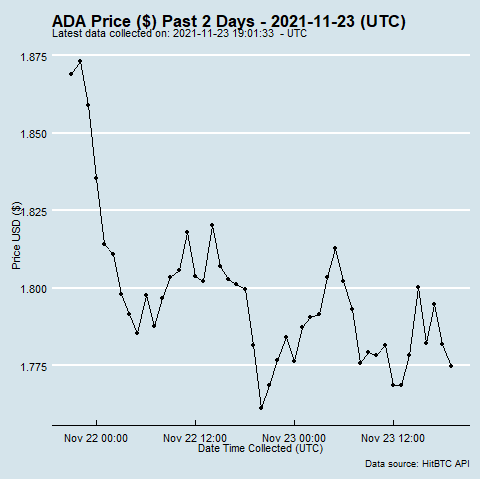 ADA Price ($) Past 2 Days - 2021-11-23 (UTC)
Latest data collected on: 2021-11-23 19:01:33 - UTC
1.875
1.850
1.825
1.800
1.775
Price USD ($)
Nov 22 00:00
Nov 22 12:00
Nov 23 00:00
Nov 23 12:00
Date Time Collected (UTC)
Data source: HitBTC API